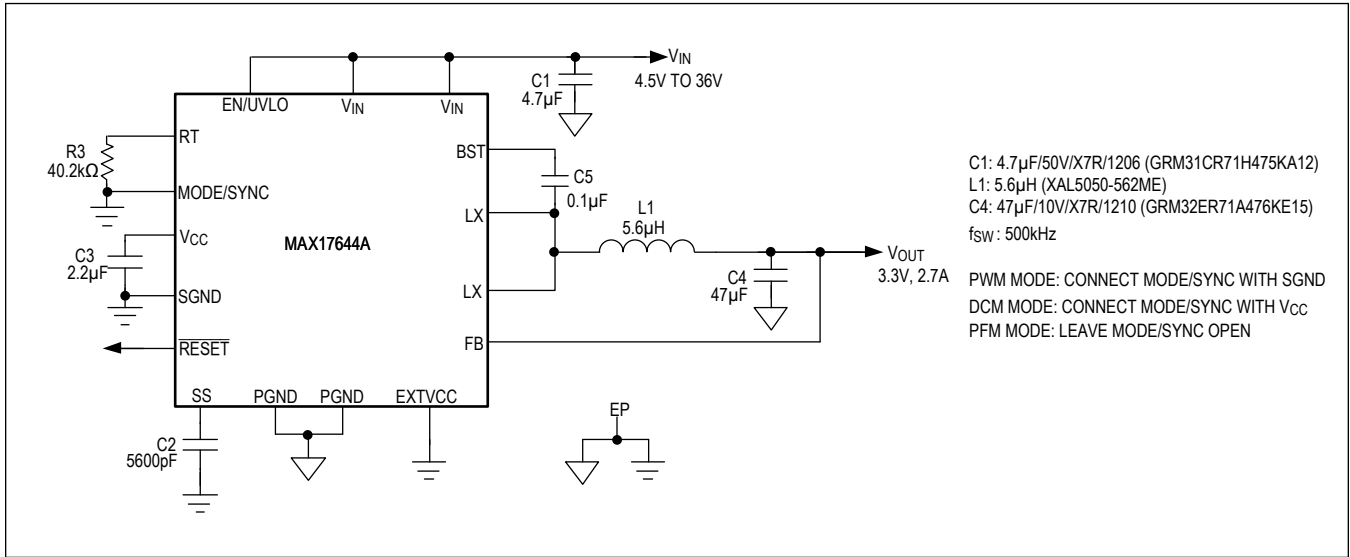 VIN
4.5V TO 36V
C1
4.7µF
EN/UVLO
VIN
VIN
RT
R3
40.2kΩ
MODE/SYNC
VCC
C3
2.2µF
SGND
RESET
MAX17644A
BST
C5
0.1µF
LX
L1
5.6µH
LX
C4
47µF
VOUT
3.3V, 2.7A
FB
SS
PGND
PGND
EXTVCC
C2
5600pF
EP
C1: 4.7µF/50V/X7R/1206 (GRM31CR71H475KA12)
L1: 5.6µH (XAL5050-562ME)
C4: 47µF/10V/X7R/1210 (GRM32ER71A476KE15)
fSW : 500kHz
PWM MODE: CONNECT MODE/SYNC WITH SGND
DCM MODE: CONNECT MODE/SYNC WITH VCC
PFM MODE: LEAVE MODE/SYNC OPEN